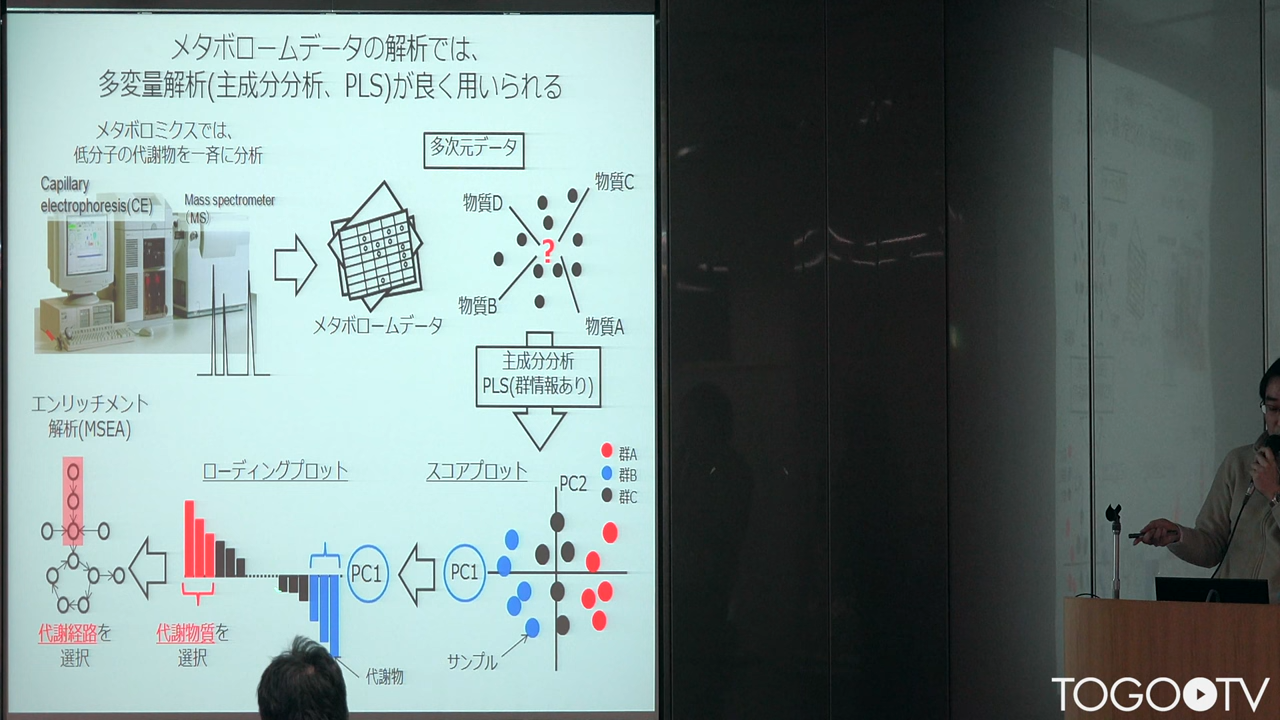 メタボロームデータの解析では、
多変量解析(主成分分析、PLS)が良く用いられる
メタボロミクスでは、
低分子の代謝物を一斉に分析
Capillary
electrophoresis(CE)
Mass spectrometer
(MS)
メタボロームデータ
多次元データ
物質C
物質D
?
物質B
物質A
主成分分析
PLS(群情報あり)
エンリッチメント
解析(MSEA)
ローディングプロット
スコアプロット
PC2
群A
群B
群C
PC1
PC1
代謝経路を
選択
代謝物質を
選択
代謝物
サンプル
TOGOTV